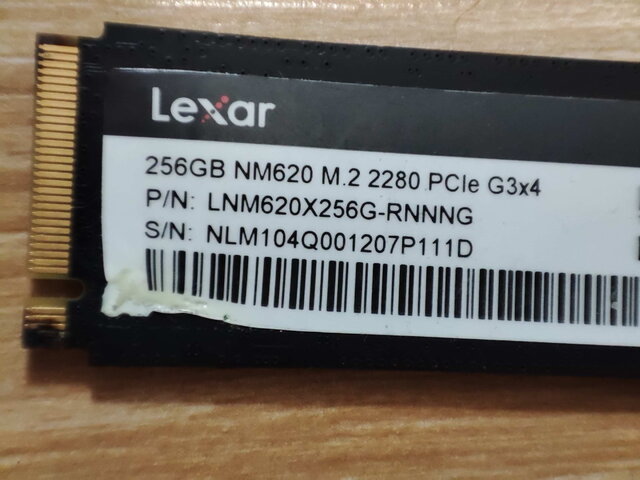 Lexar
256GB NM620 M.2 2280 PCIe G3x4
P/N: LNM620X256G-RNNNG
S/N: NLM104Q001207P111D